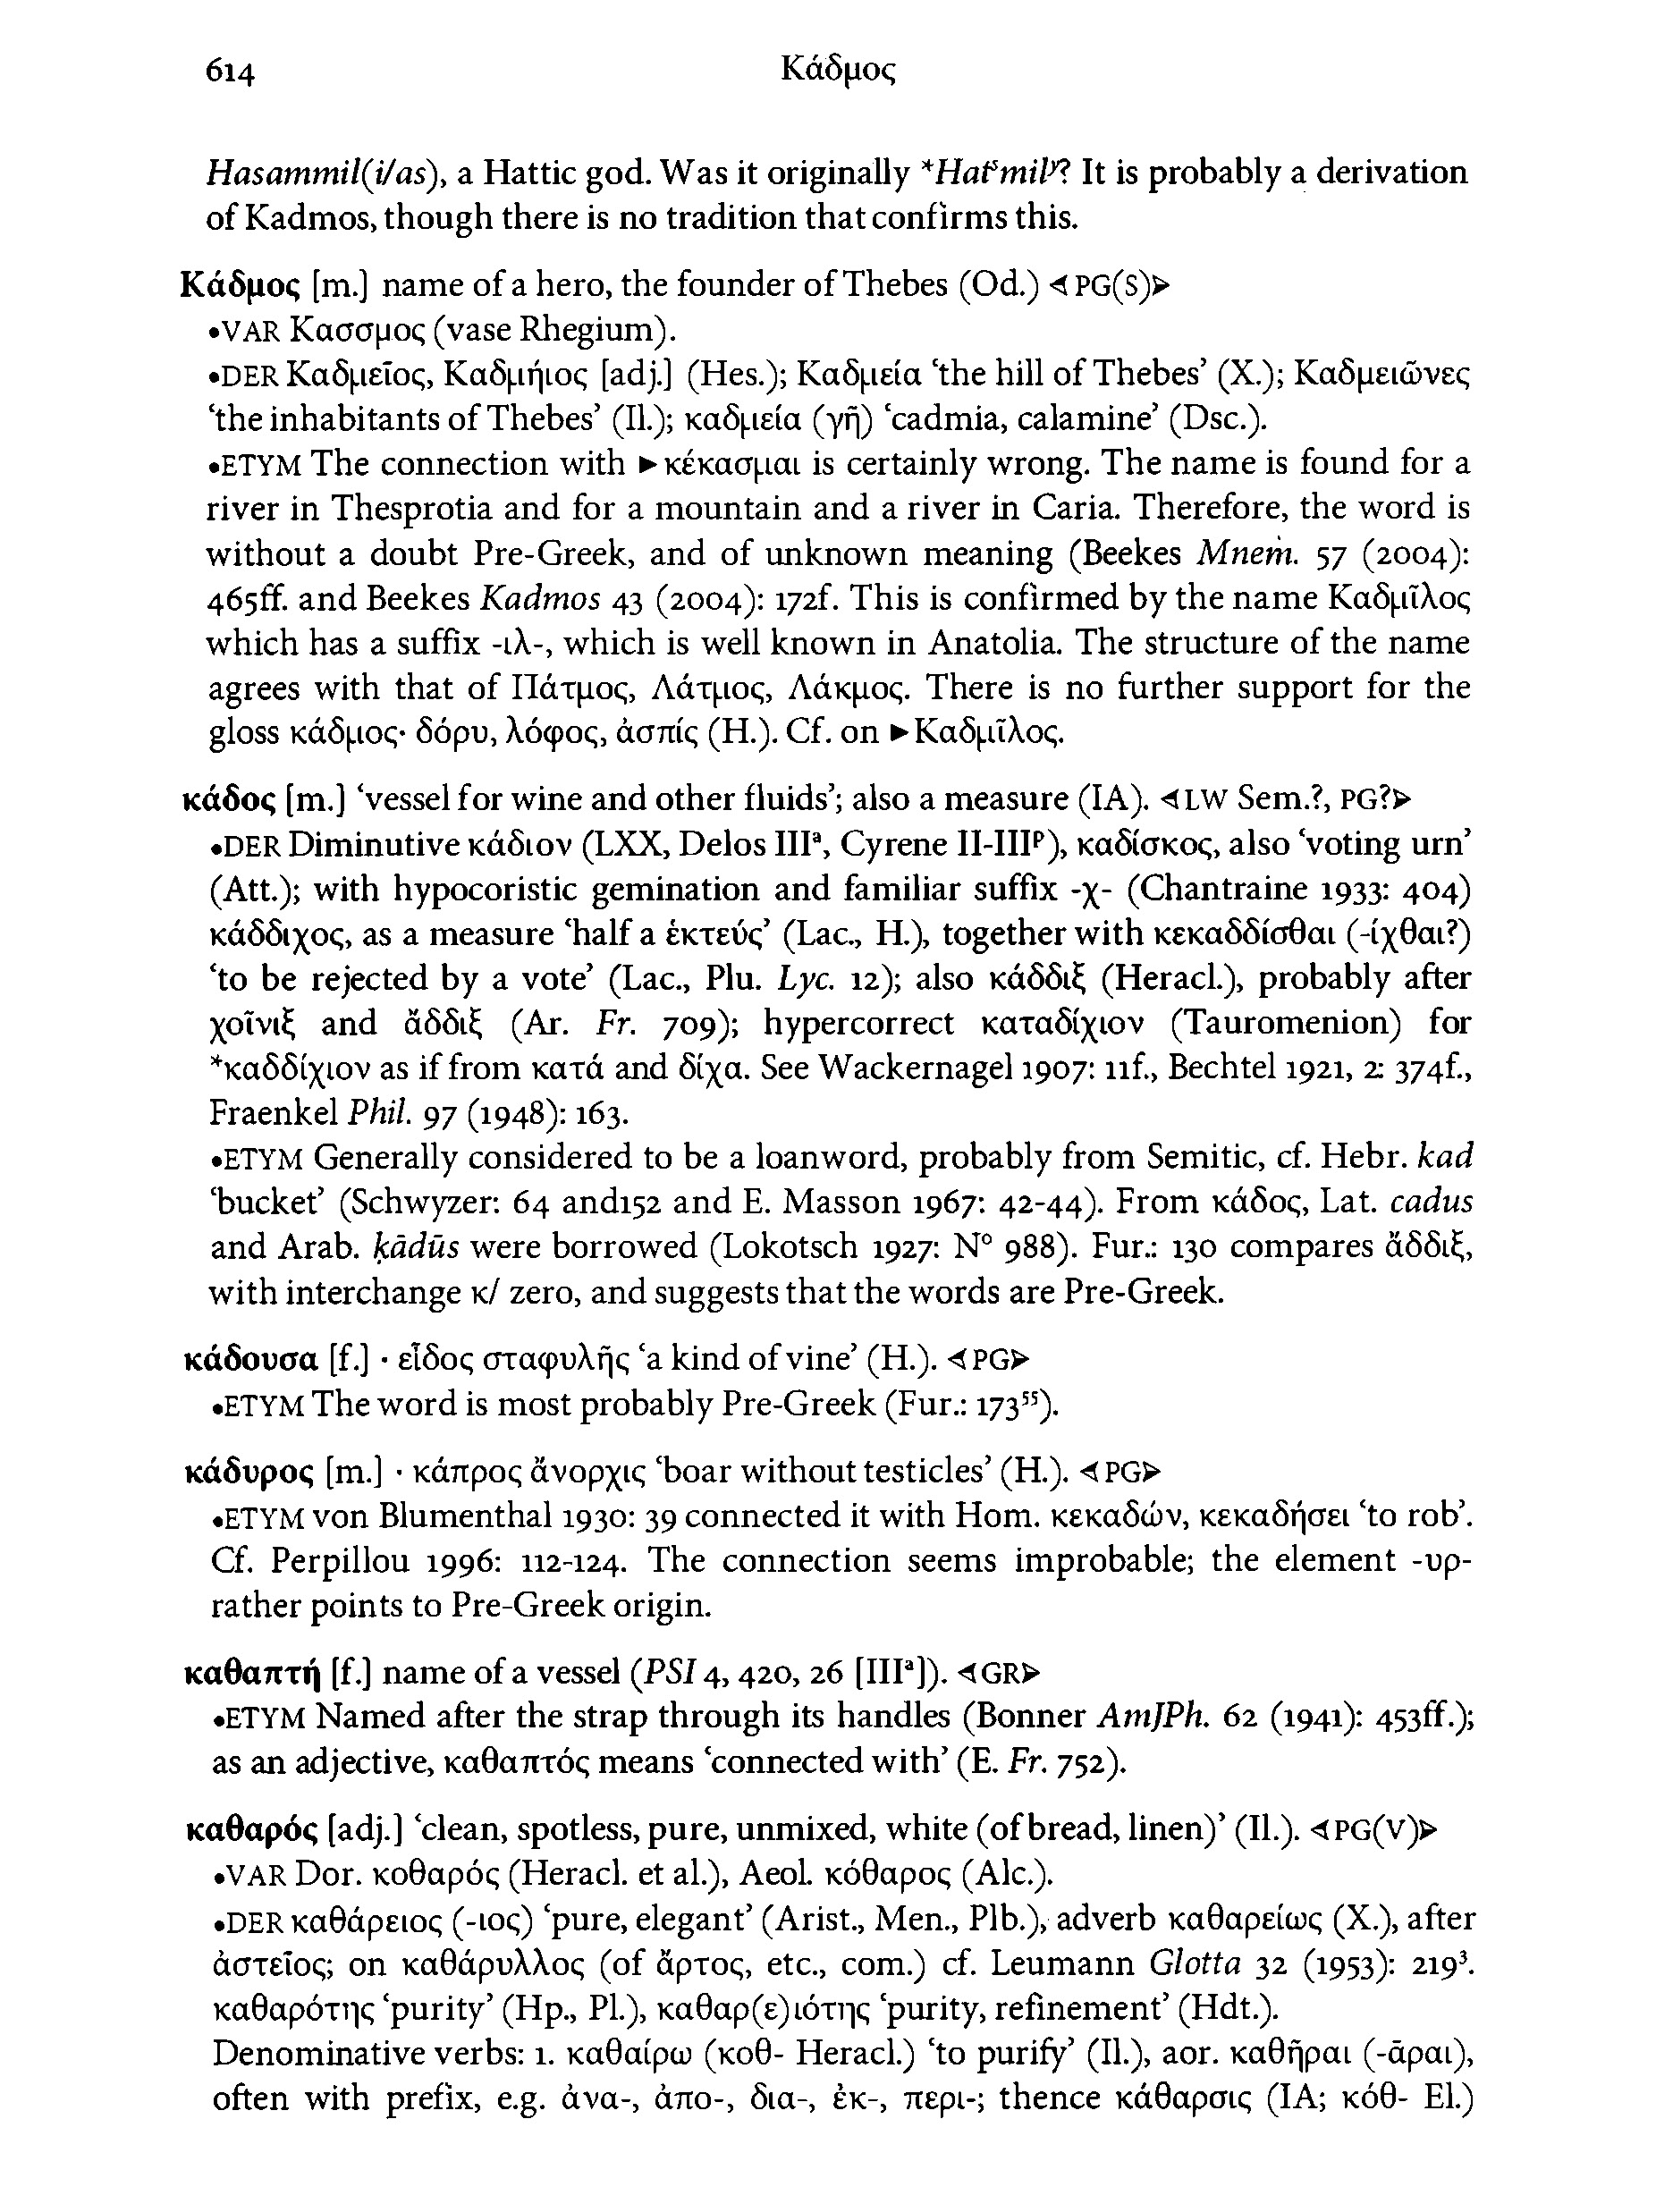 614 Κάδμος
Hasammil(i/as), a Hattic god. Was it originally *Hatˢmilʸ? It is probably a derivation
of Kadmos, though there is no tradition that confirms this.
Κάδμος [m.] name of a hero, the founder of Thebes (Od.) ◁PG(S)▷
•VAR Κασσμος (vase Rhegium).
•DER Καδμεῖος, Καδμήιος [adj.] (Hes.); Καδμεία ‘the hill of Thebes’ (X.); Καδμειῶνες
‘the inhabitants of Thebes’ (Il.); καδμεία (γῆ) ‘cadmia, calamine’ (Dsc.).
•ETYM The connection with ►κέκασμαι is certainly wrong. The name is found for a
river in Thesprotia and for a mountain and a river in Caria. Therefore, the word is
without a doubt Pre-Greek, and of unknown meaning (Beekes Mnem. 57 (2004):
465ff. and Beekes Kadmos 43 (2004): 172f. This is confirmed by the name Καδμῖλος
which has a suffix -ιλ-, which is well known in Anatolia. The structure of the name
agrees with that of Πάτμος, Λάτμος, Λάκμος. There is no further support for the
gloss κάδμος· δόρυ, λόφος, ἀσπίς (H.). Cf. on ►Καδμῖλος.
κάδος [m.] ‘vessel for wine and other fluids’; also a measure (IA). ◁LW Sem.?, PG?▷
•DER Diminutive κάδιον (LXX, Delos IIIᵃ, Cyrene II-IIIᵖ), καδίσκος, also ‘voting urn’
(Att.); with hypocoristic gemination and familiar suffix -χ- (Chantraine 1933: 404)
κάδδιχος, as a measure ‘half a ἑκτεύς’ (Lac., H.), together with κεκαδδίσθαι (-ίχθαι?)
‘to be rejected by a vote’ (Lac., Plu. Lyc. 12); also κάδδιξ (Heracl.), probably after
χοῖνιξ and ἄδδιξ (Ar. Fr. 709); hypercorrect καταδίχιον (Tauromenion) for
*καδδίχιον as if from κατά and δίχα. See Wackernagel 1907: 11f., Bechtel 1921, 2: 374f.,
Fraenkel Phil. 97 (1948): 163.
•ETYM Generally considered to be a loanword, probably from Semitic, cf. Hebr. kad
‘bucket’ (Schwyzer: 64 and152 and E. Masson 1967: 42-44). From κάδος, Lat. cadus
and Arab. ḳādūs were borrowed (Lokotsch 1927: N° 988). Fur.: 130 compares ἄδδιξ,
with interchange κ/ zero, and suggests that the words are Pre-Greek.
κάδουσα [f.] · εἶδος σταφυλῆς ‘a kind of vine’ (H.). ◁PG▷
•ETYM The word is most probably Pre-Greek (Fur.: 173⁵⁵).
κάδυρος [m.] · κάπρος ἄνορχις ‘boar without testicles’ (H.). ◁PG▷
•ETYM von Blumenthal 1930: 39 connected it with Hom. κεκαδών, κεκαδήσει ‘to rob’.
Cf. Perpillou 1996: 112-124. The connection seems improbable; the element -υρ-
rather points to Pre-Greek origin.
καθαπτή [f.] name of a vessel (PSI 4, 420, 26 [IIIᵃ]). ◁GR▷
•ETYM Named after the strap through its handles (Bonner AmJPh. 62 (1941): 453ff.);
as an adjective, καθαπτός means ‘connected with’ (E. Fr. 752).
καθαρός [adj.] ‘clean, spotless, pure, unmixed, white (of bread, linen)’ (Il.). ◁PG(V)▷
•VAR Dor. κοθαρός (Heracl. et al.), Aeol. κόθαρος (Alc.).
•DER καθάρειος (-ιος) ‘pure, elegant’ (Arist., Men., Plb.), adverb καθαρείως (X.), after
ἀστεῖος; on καθάρυλλος (of ἄρτος, etc., com.) cf. Leumann Glotta 32 (1953): 219³.
καθαρότης ‘purity’ (Hp., Pl.), καθαρ(ε)ιότης ‘purity, refinement’ (Hdt.).
Denominative verbs: 1. καθαίρω (κοθ- Heracl.) ‘to purify’ (Il.), aor. καθῆραι (-ᾶραι),
often with prefix, e.g. ἀνα-, ἀπο-, δια-, ἐκ-, περι-; thence κάθαρσις (IA; κόθ- El.)